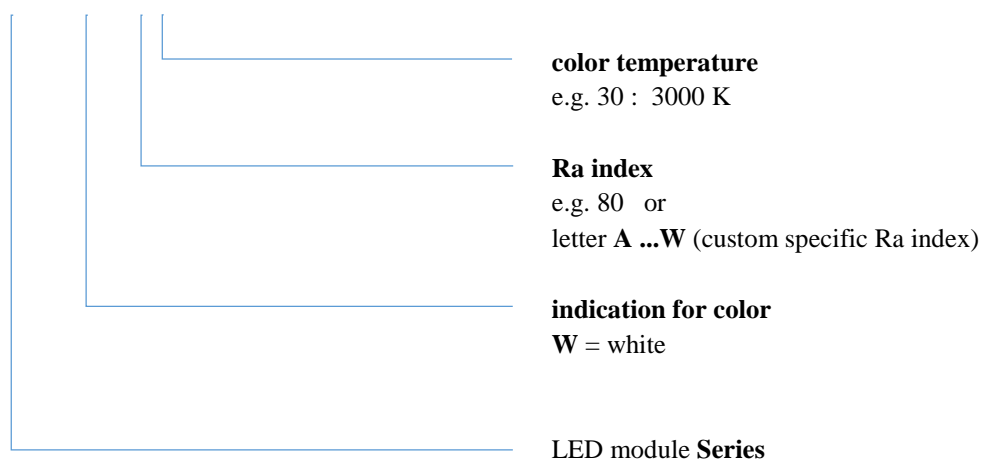 color temperature
e.g. 30 : 3000 K
Ra index
e.g. 80 or
letter A ...W (custom specific Ra index)
indication for color
W = white
LED module Series